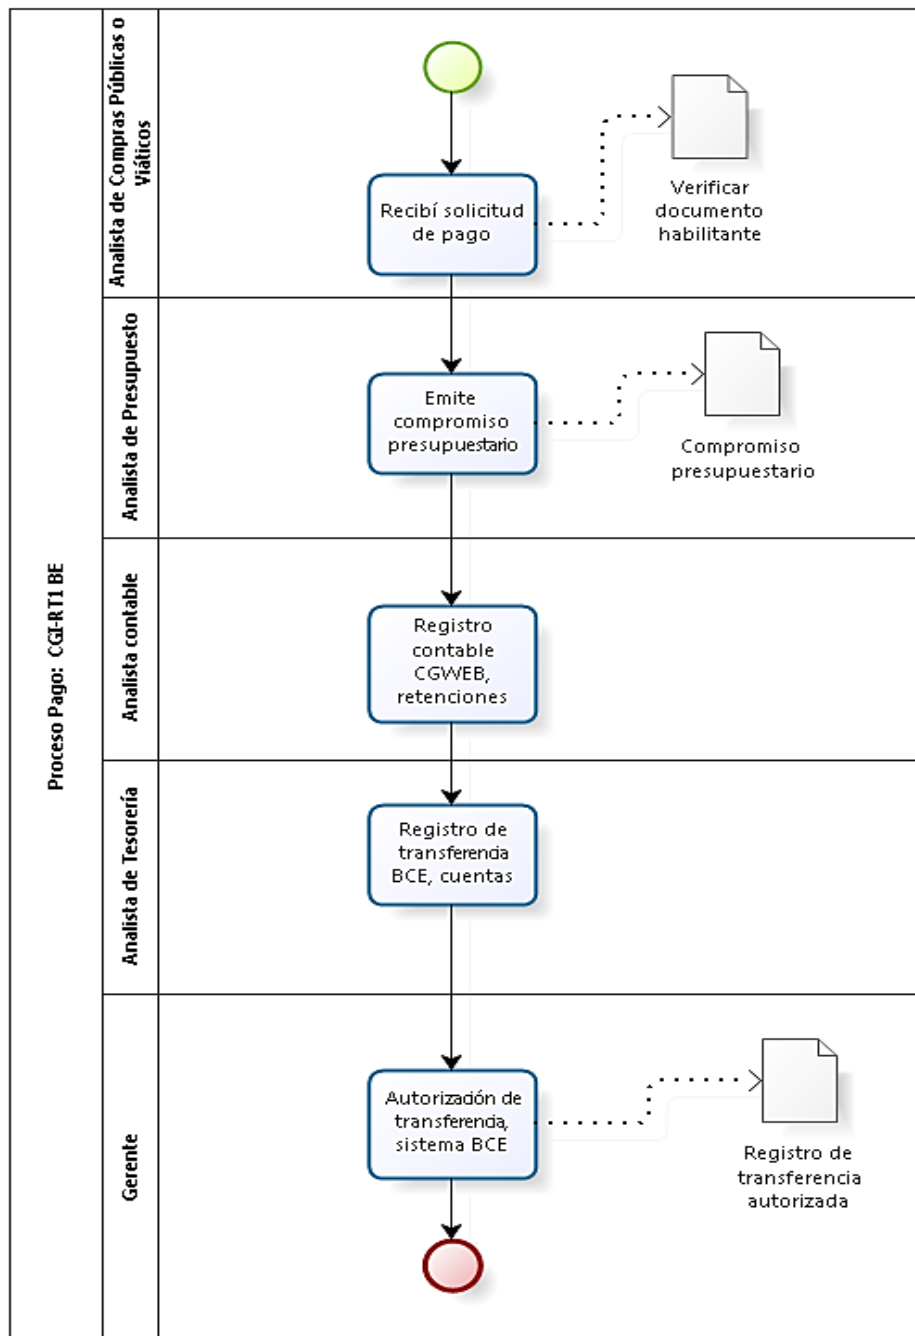 Proceso Pago: CGI-RT1 BE
Analista de Compras Públicas o
Viáticos
Recibí solicitud
de pago
Verificar
documento
habilitante
Analista de Presupuesto
Emite
compromiso
presupuestario
Compromiso
presupuestario
Analista contable
Registro
contable
CGWEB,
retenciones
Analista de Tesorería
Registro de
transferencia
BCE, cuentas
Gerente
Autorización de
transferencia,
sistema BCE
Registro de
transferencia
autorizada